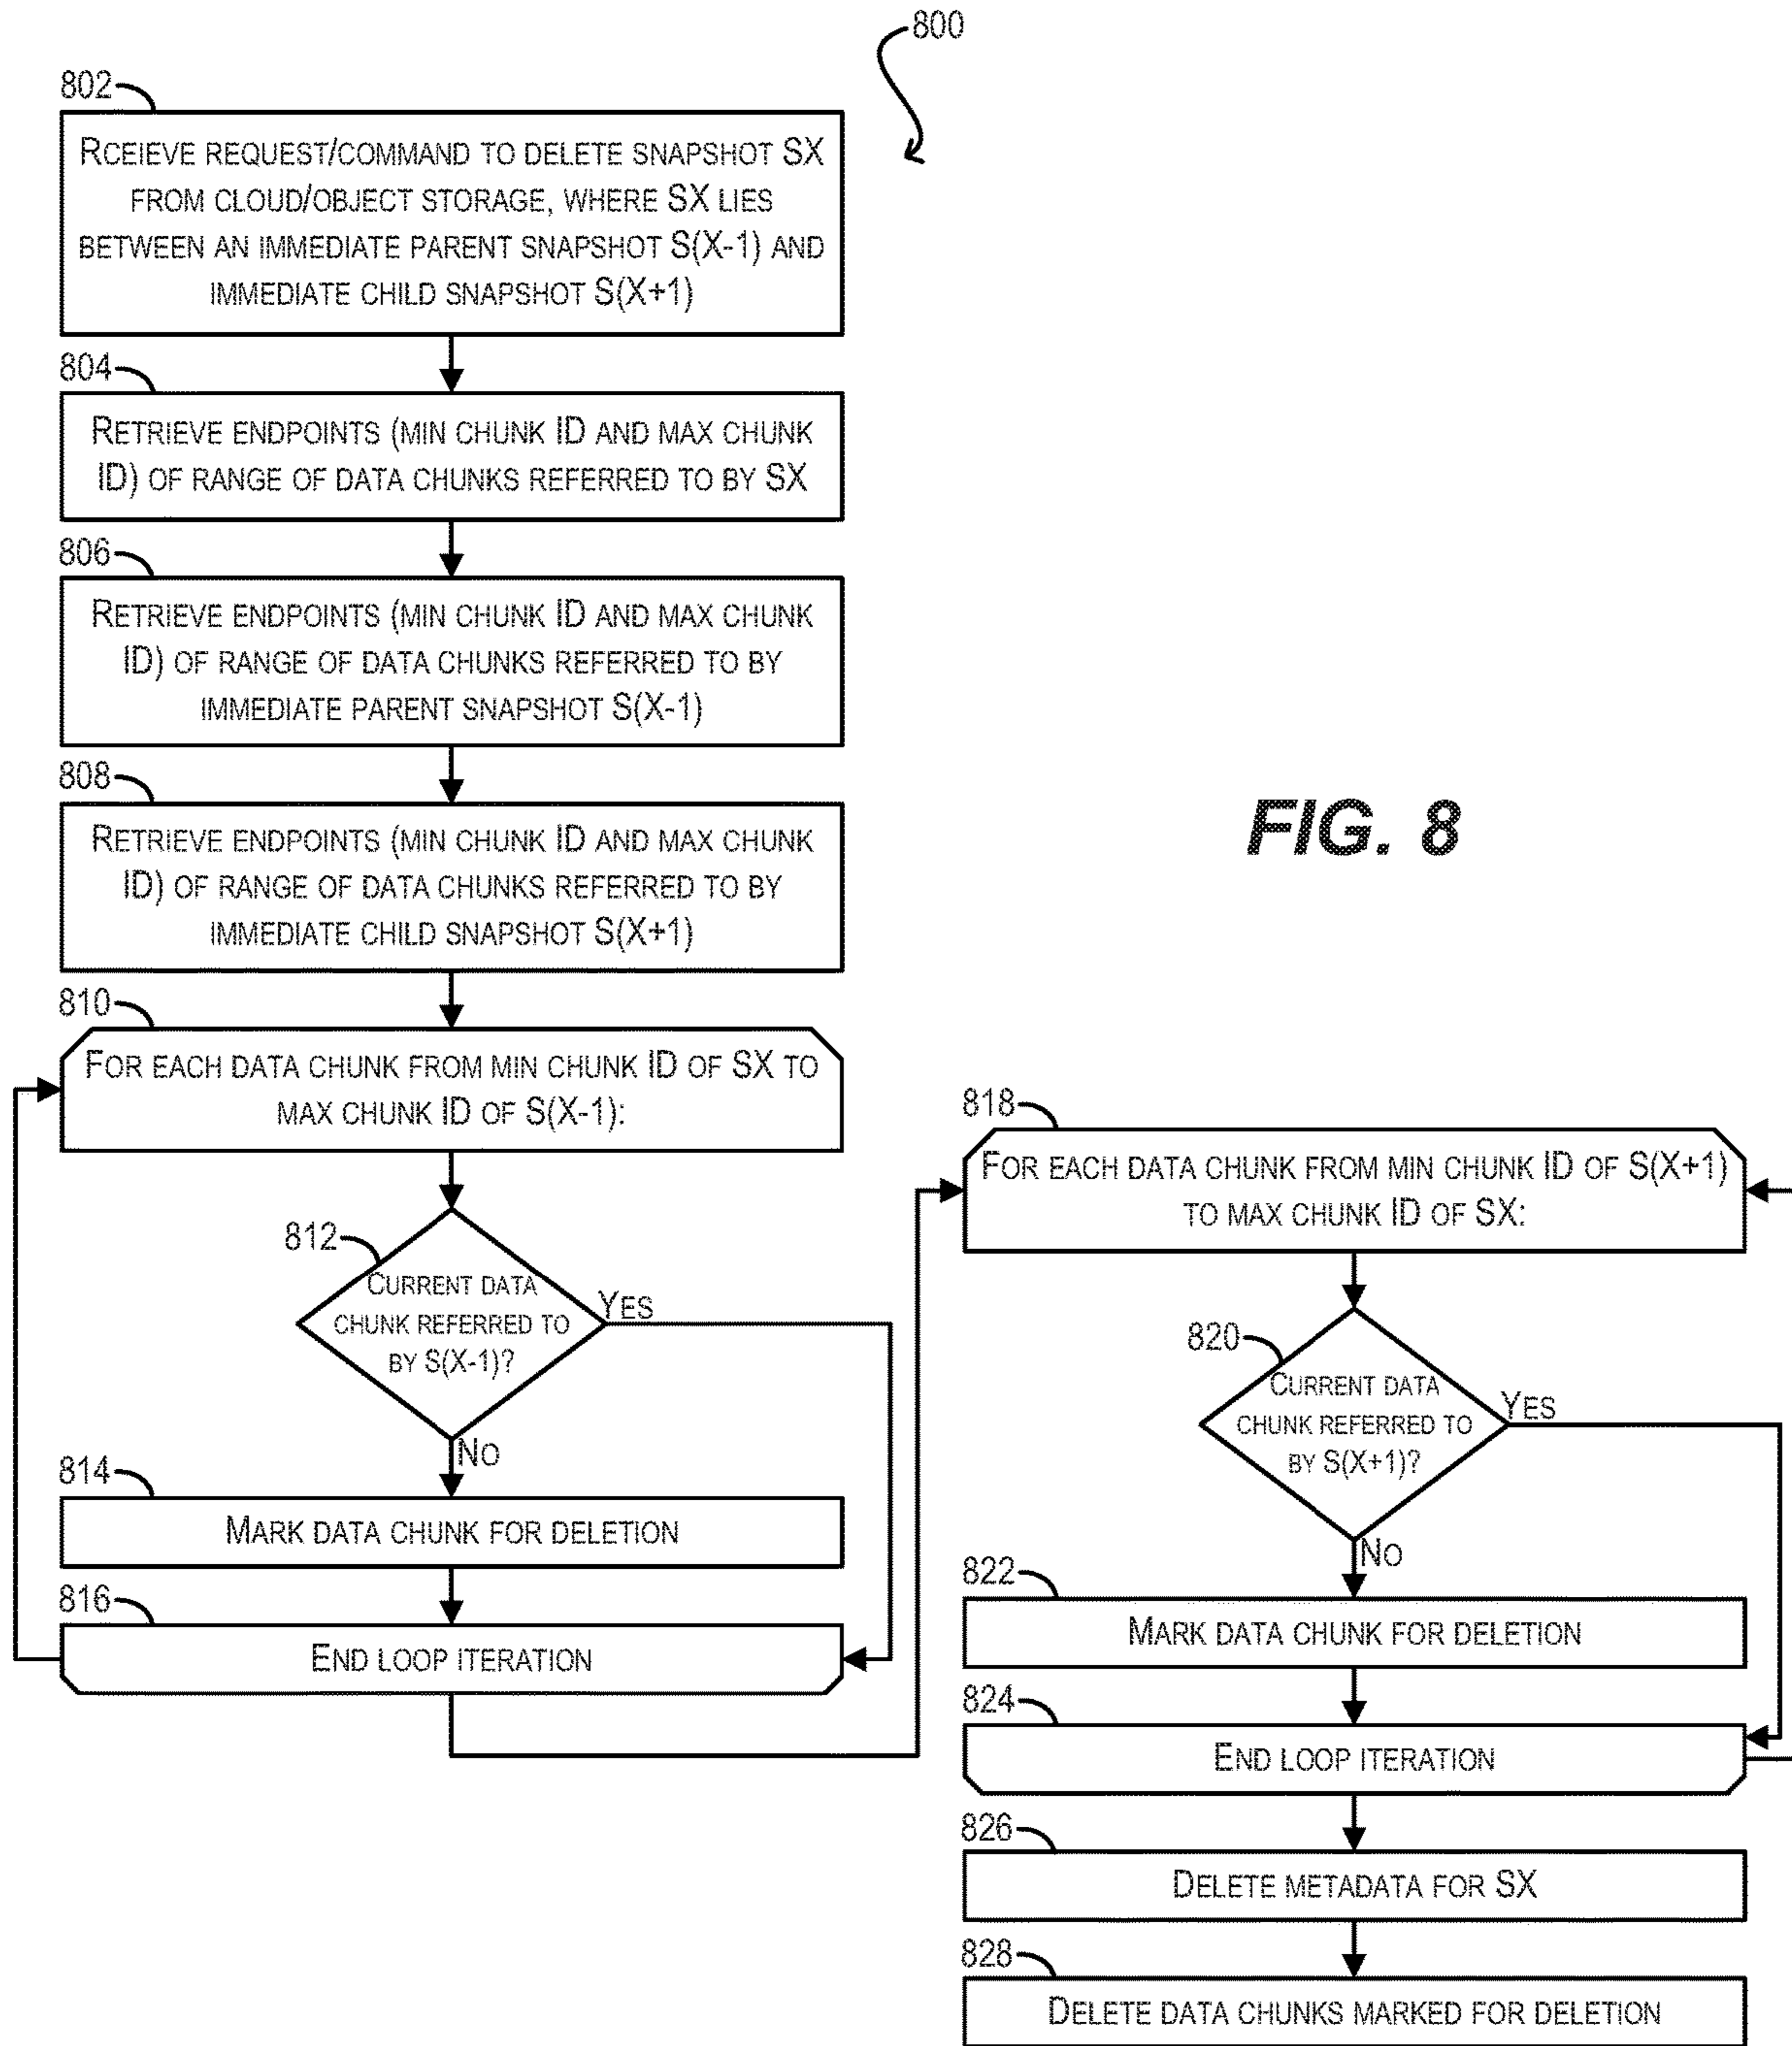 800
802
RCEIEVE REQUEST/COMMAND TO DELETE SNAPSHOT SX
FROM CLOUD/OBJECT STORAGE, WHERE SX LIES
BETWEEN AN IMMEDIATE PARENT SNAPSHOT S(X-1) AND
IMMEDIATE CHILD SNAPSHOT S(X+1)
804
RETRIEVE ENDPOINTS (MIN CHUNK ID AND MAX CHUNK
ID) OF RANGE OF DATA CHUNKS REFERRED TO BY SX
806
RETRIEVE ENDPOINTS (MIN CHUNK ID AND MAX CHUNK
ID) OF RANGE OF DATA CHUNKS REFERRED TO BY
IMMEDIATE PARENT SNAPSHOT S(X-1)
808
RETRIEVE ENDPOINTS (MIN CHUNK ID AND MAX CHUNK
ID) OF RANGE OF DATA CHUNKS REFERRED TO BY
IMMEDIATE CHILD SNAPSHOT S(X+1)
FIG. 8
810
FOR EACH DATA CHUNK FROM MIN CHUNK ID OF SX TO
MAX CHUNK ID OF S(X-1):
812
CURRENT DATA
CHUNK REFERRED TO
BY S(X-1)?
YES
NO
814
MARK DATA CHUNK FOR DELETION
816
END LOOP ITERATION
818
FOR EACH DATA CHUNK FROM MIN CHUNK ID OF S(X+1)
TO MAX CHUNK ID OF SX:
820
CURRENT DATA
CHUNK REFERRED TO
BY S(X+1)?
YES
NO
822
MARK DATA CHUNK FOR DELETION
824
END LOOP ITERATION
826
DELETE METADATA FOR SX
828
DELETE DATA CHUNKS MARKED FOR DELETION